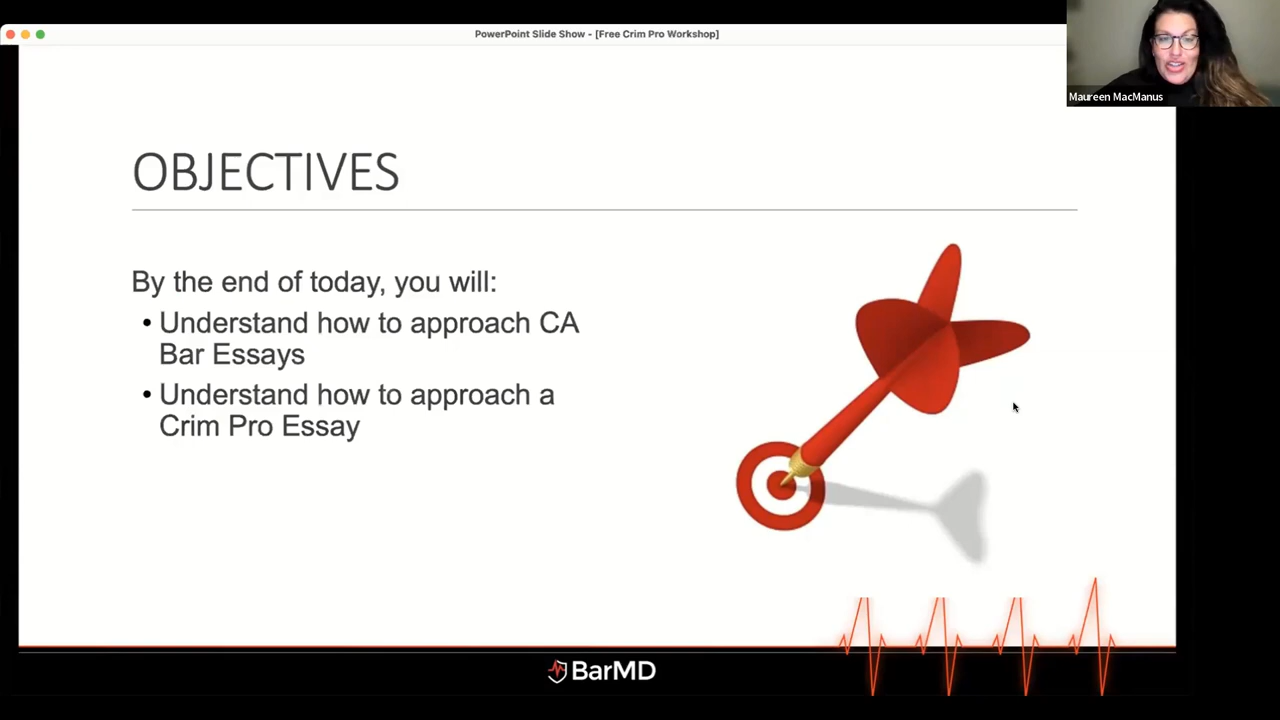 PowerPoint Slide Show - [Free Crim Pro Workshop]
Maureen MacManus
OBJECTIVES
By the end of today, you will:
• Understand how to approach CA
Bar Essays
• Understand how to approach a
Crim Pro Essay
BarMD